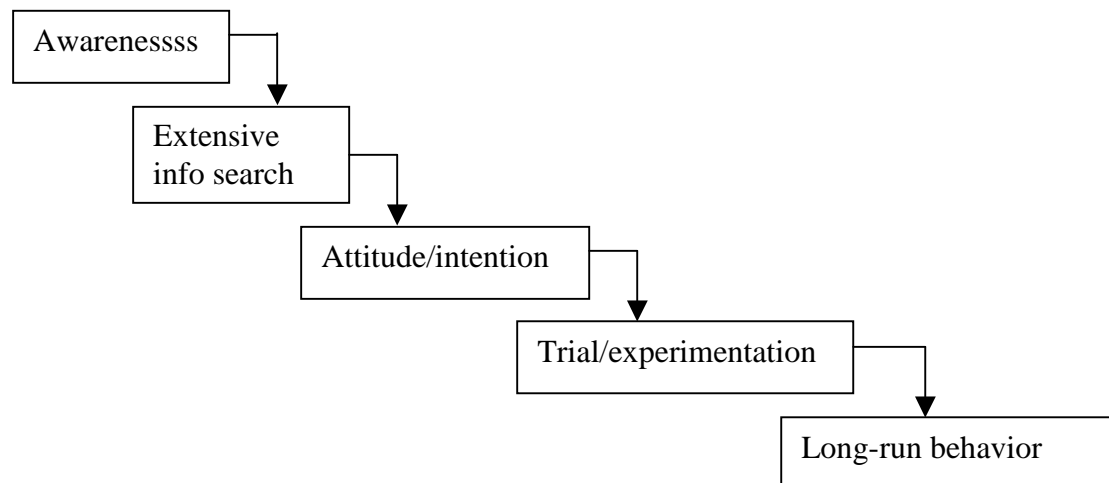 Awarenessss
Extensive
info search
Attitude/intention
Trial/experimentation
Long-run behavior